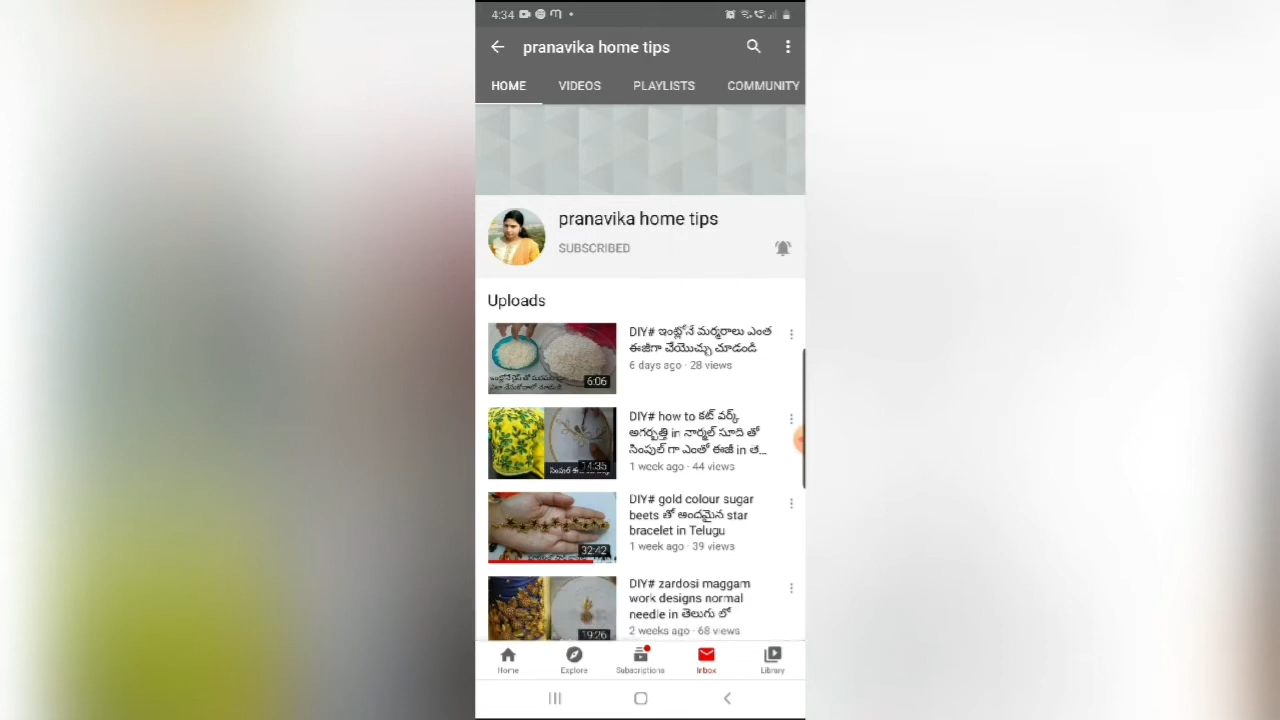 4:34
pranavika home tips
HOME VIDEOS PLAYLISTS COMMUNITY
pranavika home tips
SUBSCRIBED
Uploads
DIY# ఇంట్లోనే మర్మరాలు ఎంత
ఈజీగా చేయొచ్చు చూడండి
6 days ago · 28 views
6:06
DIY# how to కట్ వర్క్
అగర్బత్తి in నార్మల్ సూది తో
సింపుల్ గా ఎంతో ఈజీ in త...
1 week ago · 44 views
14:35
DIY# gold colour sugar
beets తో అందమైన star
bracelet in Telugu
1 week ago · 39 views
32:42
DIY# zardosi maggam
work designs normal
needle in తెలుగు లో
2 weeks ago · 68 views
19:26
Home Explore Subscriptions Inbox Library